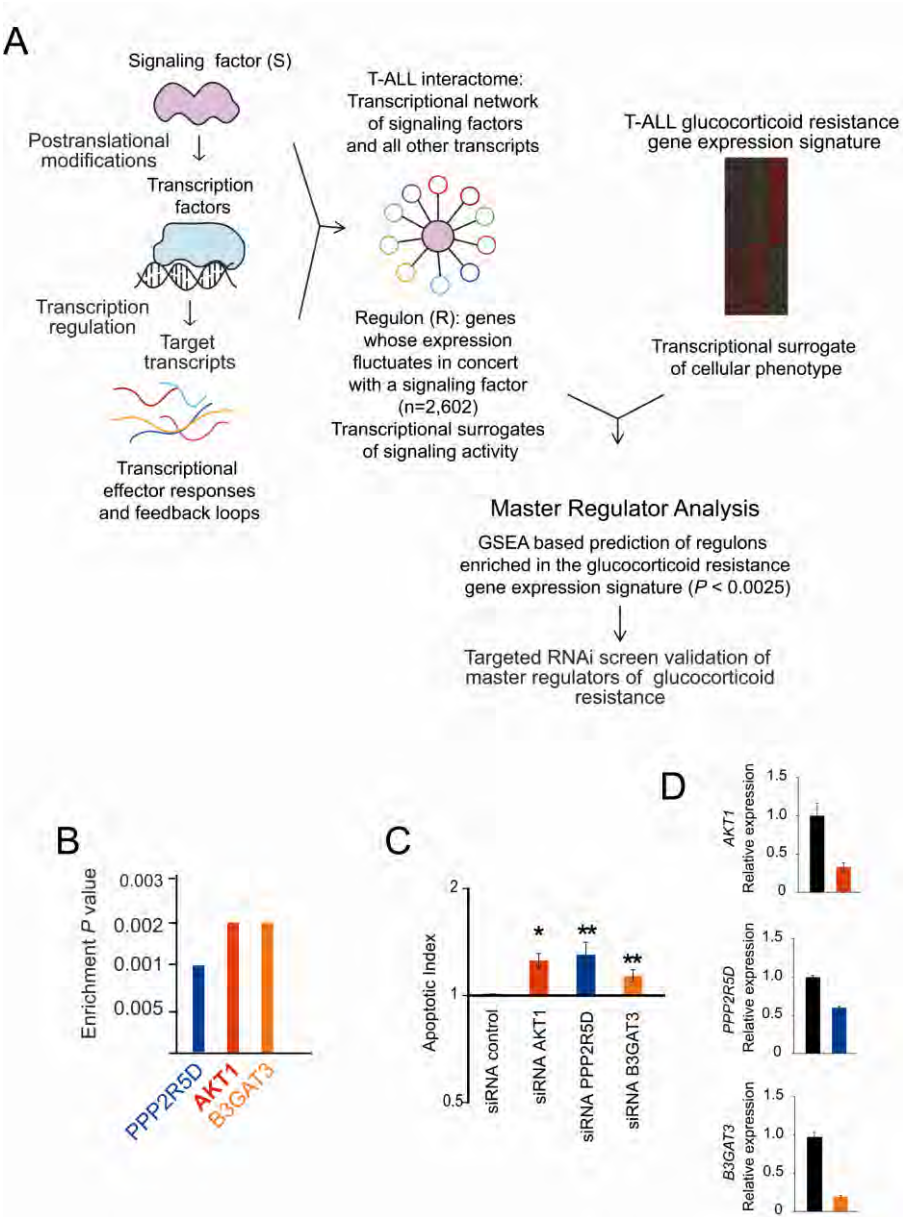 A
Signaling factor (S)
Postranslational
modifications
Transcription
factors
Transcription
regulation
Target
transcripts
Transcriptional
effector responses
and feedback loops
T-ALL interactome:
Transcriptional network
of signaling factors
and all other transcripts
Regulon (R): genes
whose expression
fluctuates in concert
with a signaling factor
(n=2,602)
Transcriptional surrogates
of signaling activity
T-ALL glucocorticoid resistance
gene expression signature
Transcriptional surrogate
of cellular phenotype
Master Regulator Analysis
GSEA based prediction of regulons
enriched in the glucocorticoid resistance
gene expression signature (P < 0.0025)
Targeted RNAi screen validation of
master regulators of glucocorticoid
resistance
B
Enrichment P value
0.003
0.002
0.001
0.005
PPP2R5D
AKT1
B3GAT3
C
Apoptotic Index
2
1
0.5
*
**
**
siRNA control
siRNA AKT1
siRNA PPP2R5D
siRNA B3GAT3
D
AKT1
Relative expression
1.5
1.0
0.5
0
PPP2R5D
Relative expression
1.5
1.0
0.5
0
B3GAT3
Relative expression
1.5
1.0
0.5
0